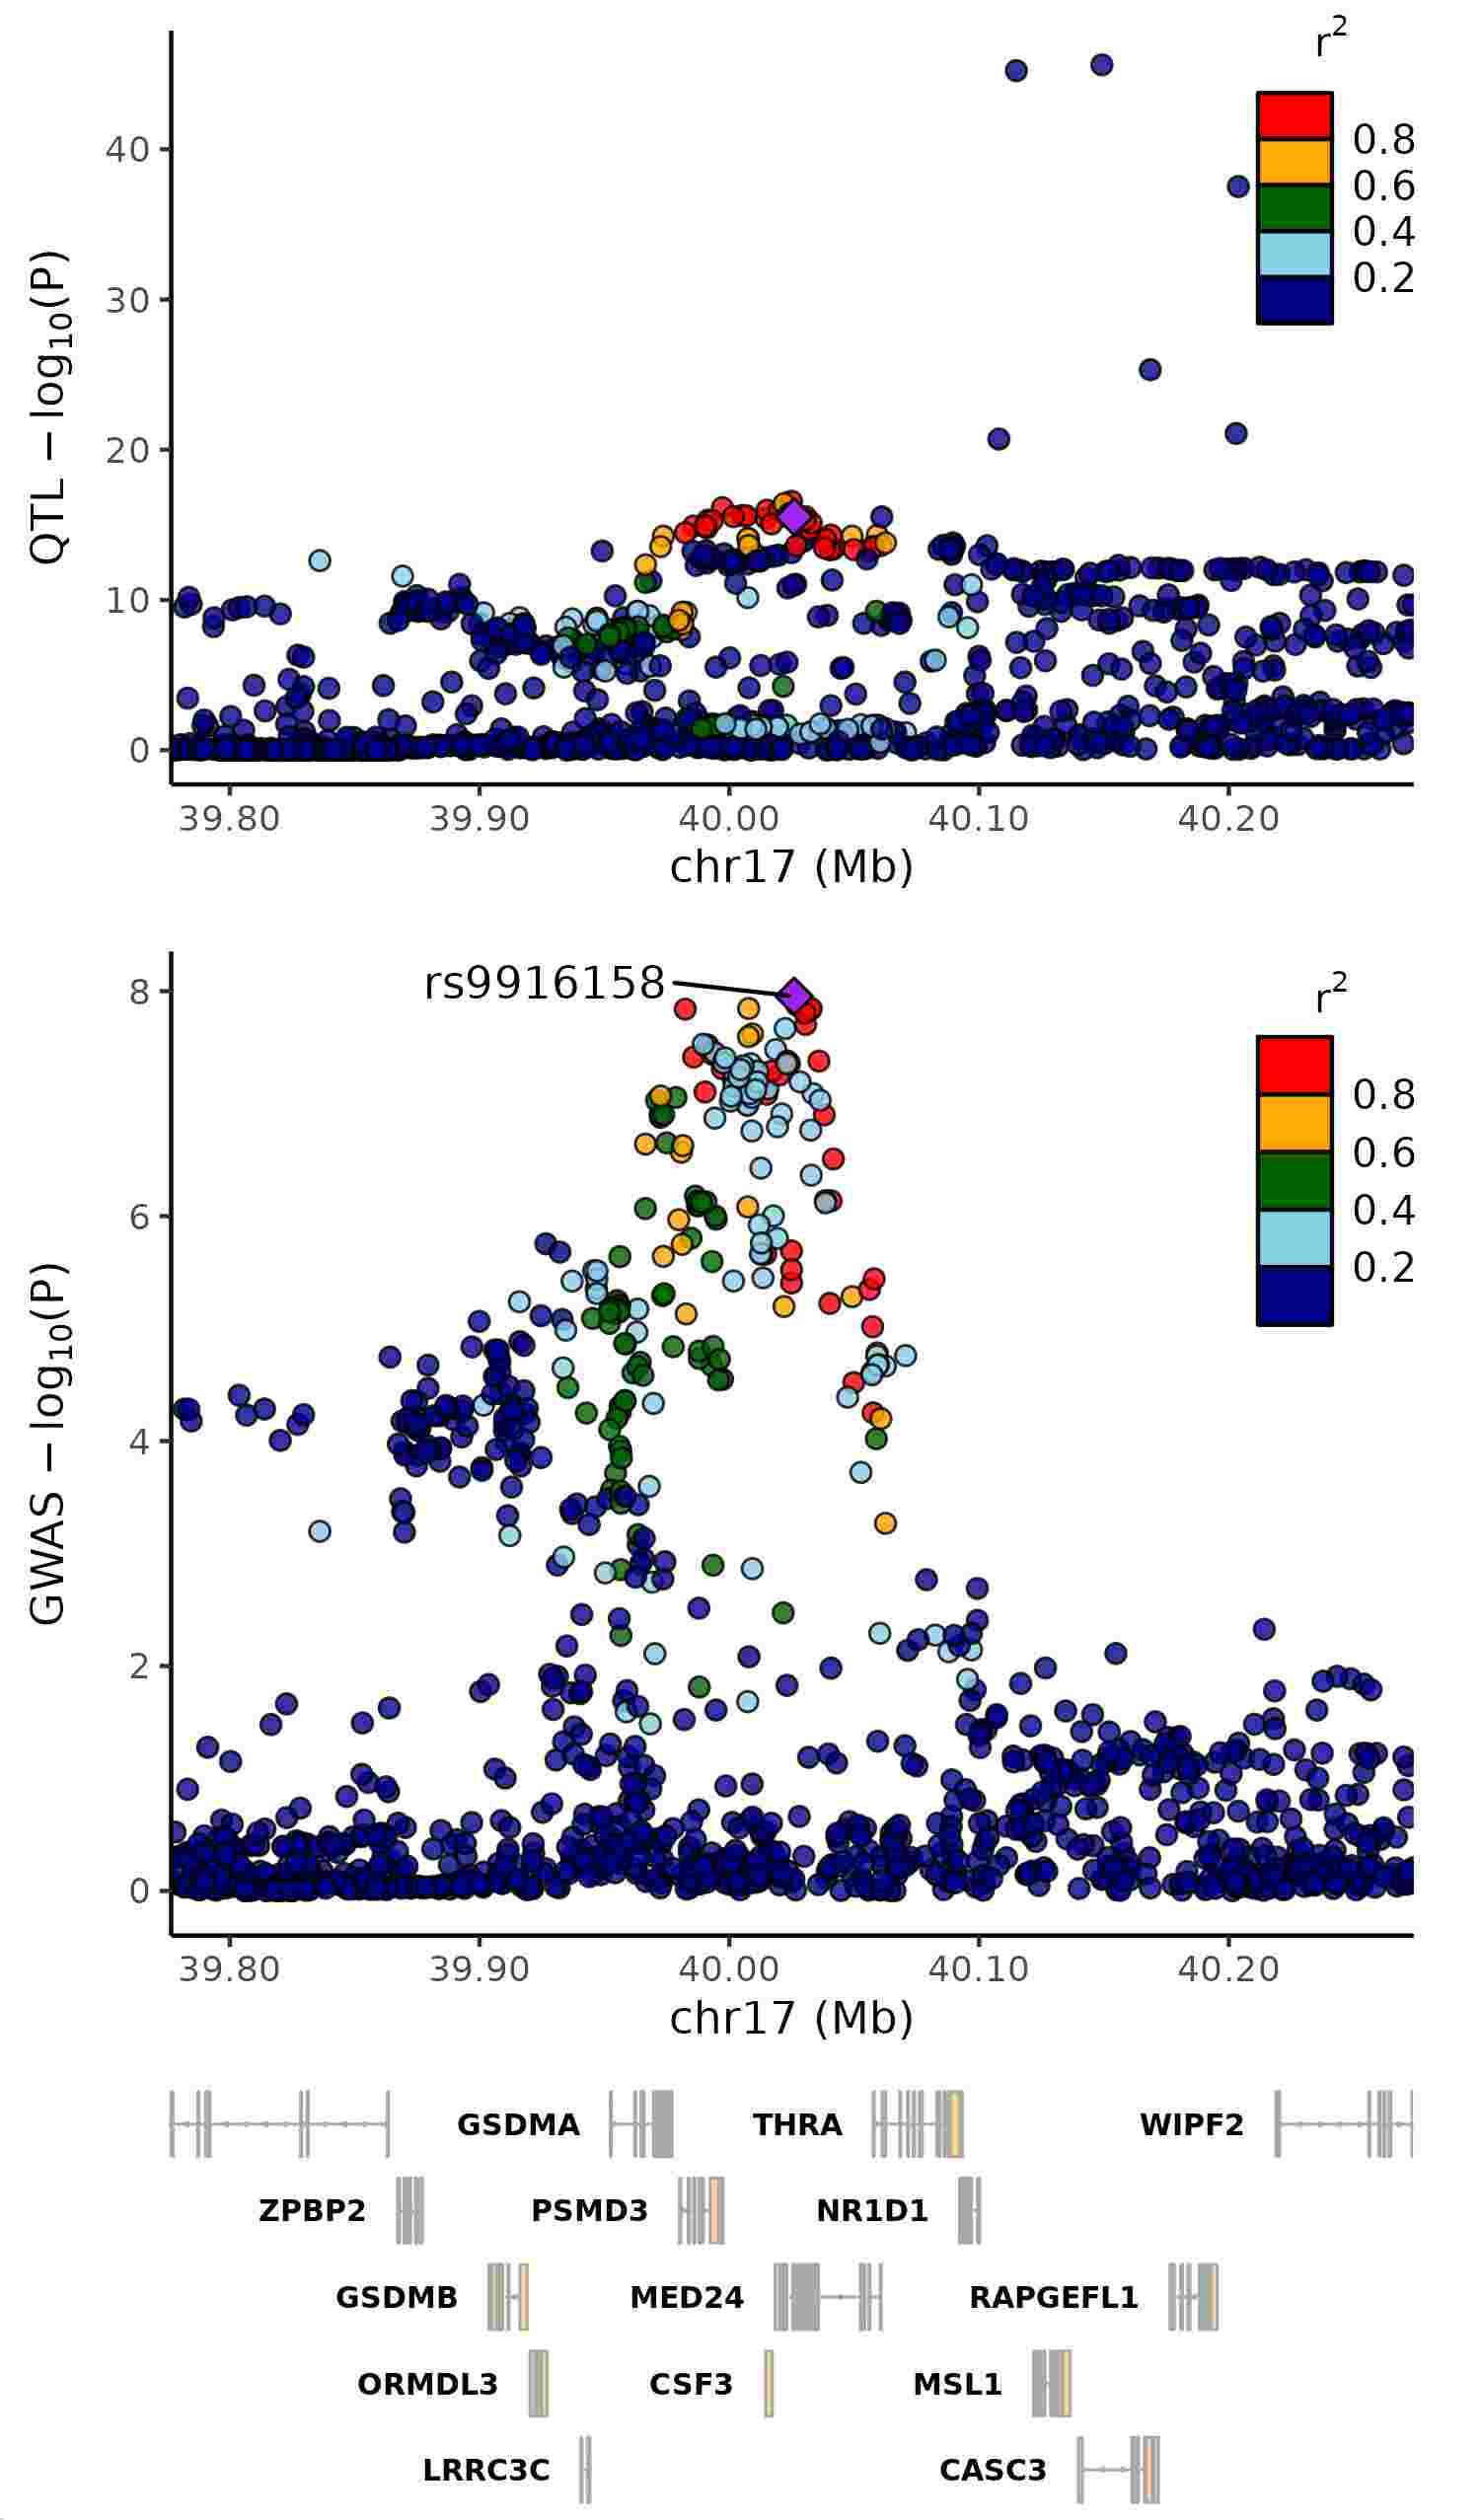 r2
0.8
0.6
0.4
0.2
QTL − log10(P)
40
30
20
10
0
39.80 39.90 40.00 40.10 40.20
chr17 (Mb)
rs9916158
r2
0.8
0.6
0.4
0.2
GWAS − log10(P)
8
6
4
2
0
39.80 39.90 40.00 40.10 40.20
chr17 (Mb)
GSDMA THRA WIPF2
ZPBP2 PSMD3 NR1D1
GSDMB MED24 RAPGEFL1
ORMDL3 CSF3 MSL1
LRRC3C CASC3